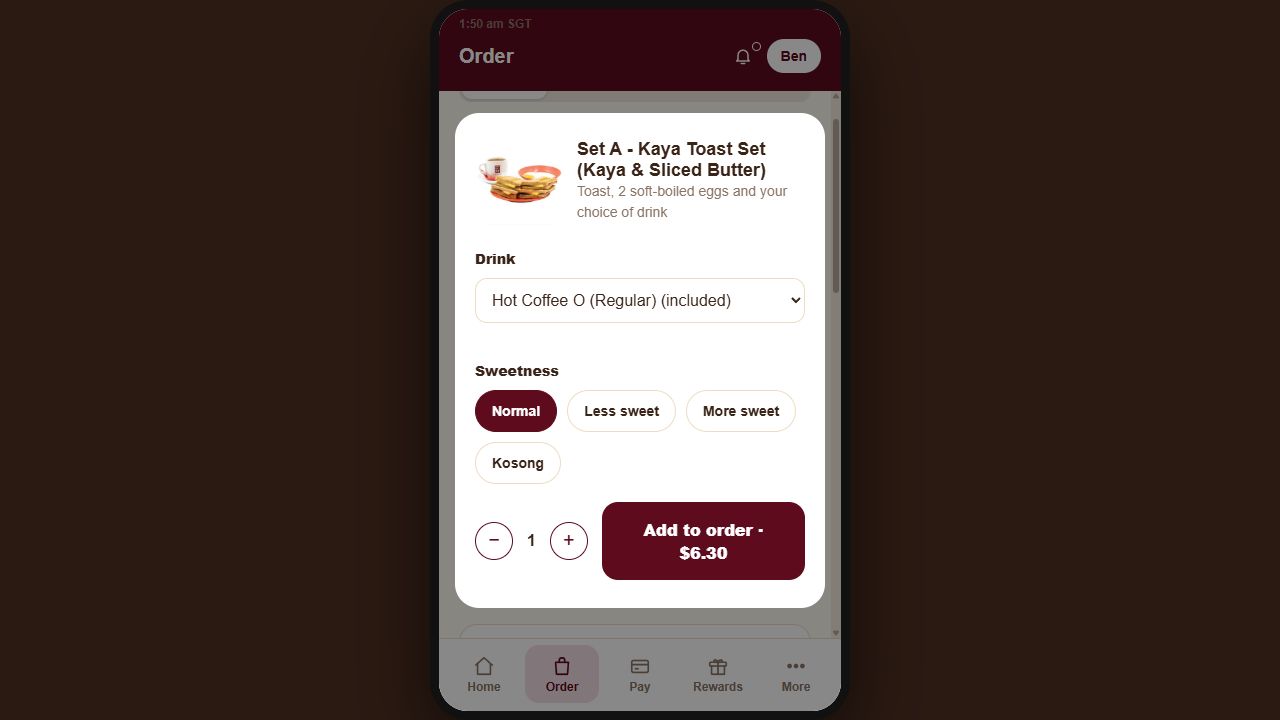 1:50 am SGT
Order
Ben
Set A - Kaya Toast Set
(Kaya & Sliced Butter)
Toast, 2 soft-boiled eggs and your
choice of drink
Drink
Hot Coffee O (Regular) (included)
Sweetness
Normal
Less sweet
More sweet
Kosong
− 1 +
Add to order -
$6.30
Home
Order
Pay
Rewards
More